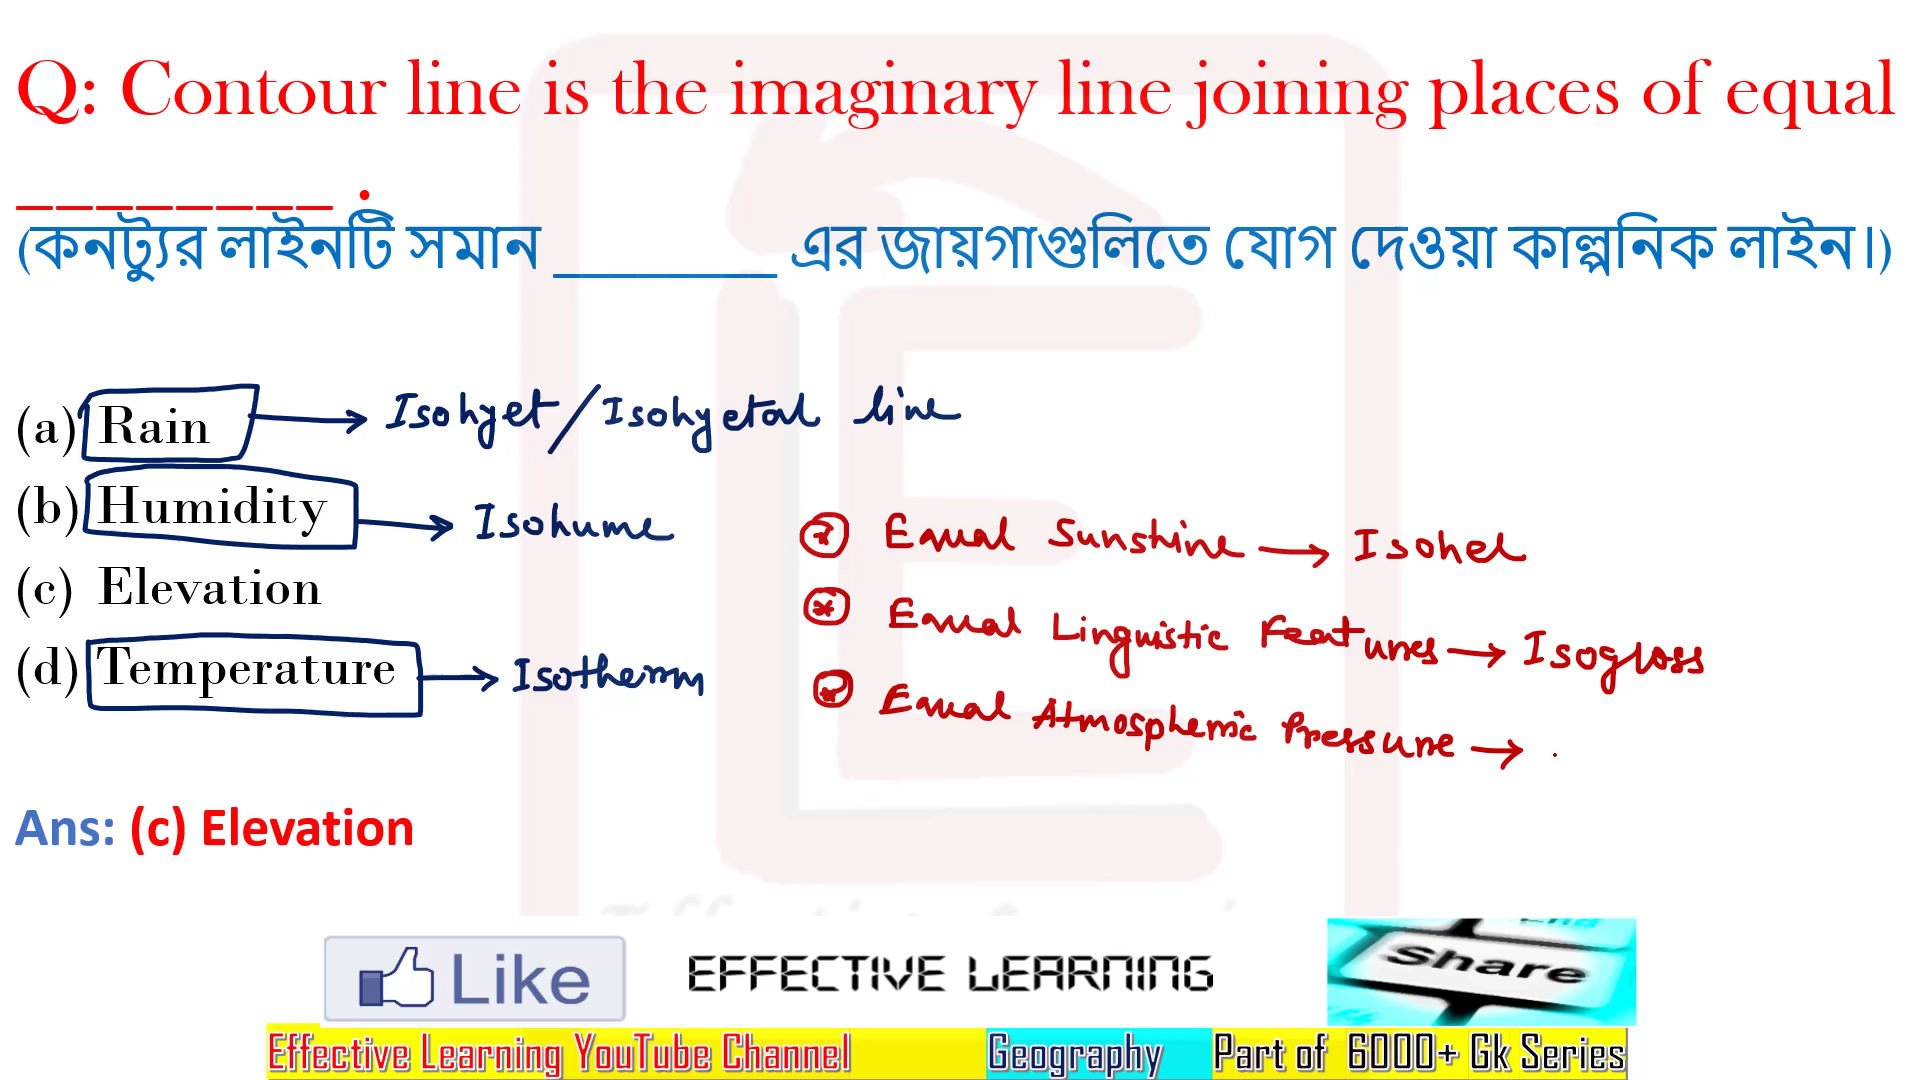 Q: Contour line is the imaginary line joining places of equal
________ .
(কনট্যুর লাইনটি সমান _______ এর জায়গাগুলিতে যোগ দেওয়া কাল্পনিক লাইন।)
(a) Rain → Isohyet/Isohyetal line
(b) Humidity → Isohume
(c) Elevation
(d) Temperature → Isotherm
* Equal Sunshine → Isohel
* Equal Linguistic Features → Isogloss
* Equal Atmospheric Pressure →
Ans: (c) Elevation
Like
EFFECTIVE LEARNING
Share
End
Effective Learning YouTube Channel
Geography
Part of 6000+ Gk Series